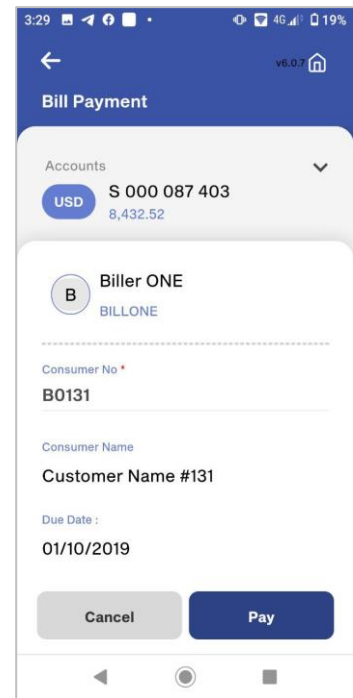 3:29 4G 19%
v6.0.7
Bill Payment
Accounts
USD S 000 087 403
8,432.52
B Biller ONE
BILLONE
Consumer No *
B0131
Consumer Name
Customer Name #131
Due Date :
01/10/2019
Cancel Pay